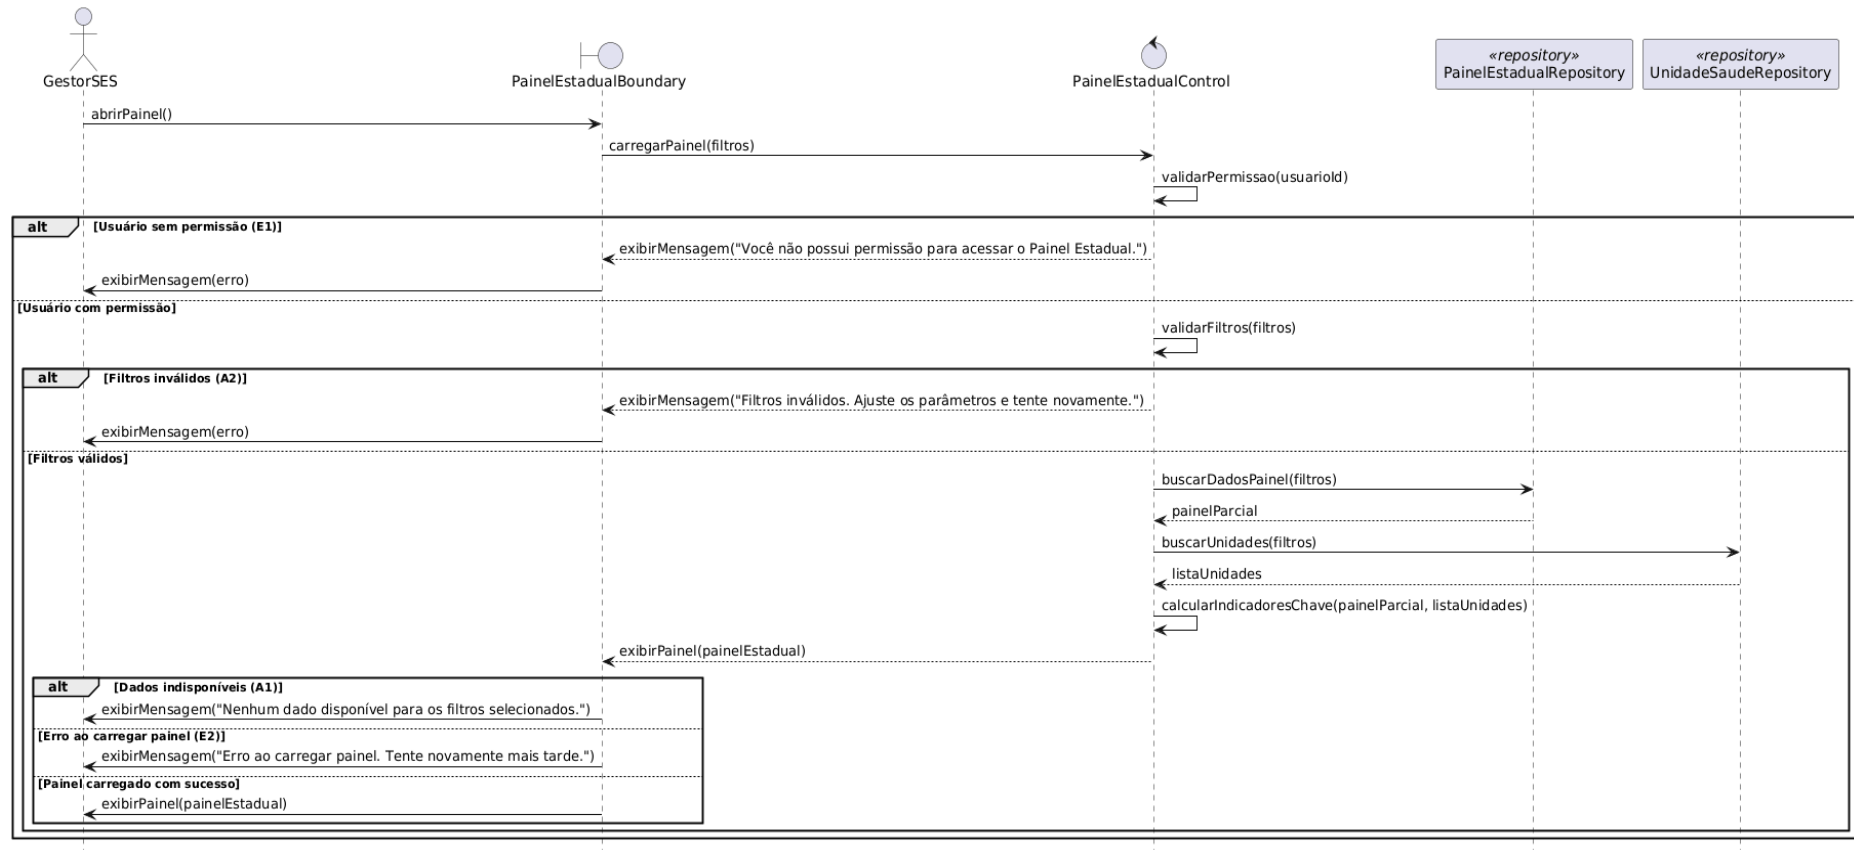 GestorSES
PainelEstadualBoundary
PainelEstadualControl
«repository»
PainelEstadualRepository
«repository»
UnidadeSaudeRepository
abrirPainel()
carregarPainel(filtros)
validarPermissao(usuarioId)
alt [Usuário sem permissão (E1)]
exibirMensagem("Você não possui permissão para acessar o Painel Estadual.")
exibirMensagem(erro)
[Usuário com permissão]
validarFiltros(filtros)
alt [Filtros inválidos (A2)]
exibirMensagem("Filtros inválidos. Ajuste os parâmetros e tente novamente.")
exibirMensagem(erro)
[Filtros válidos]
buscarDadosPainel(filtros)
painelParcial
buscarUnidades(filtros)
listaUnidades
calcularIndicadoresChave(painelParcial, listaUnidades)
exibirPainel(painelEstadual)
alt [Dados indisponíveis (A1)]
exibirMensagem("Nenhum dado disponível para os filtros selecionados.")
[Erro ao carregar painel (E2)]
exibirMensagem("Erro ao carregar painel. Tente novamente mais tarde.")
[Painel carregado com sucesso]
exibirPainel(painelEstadual)